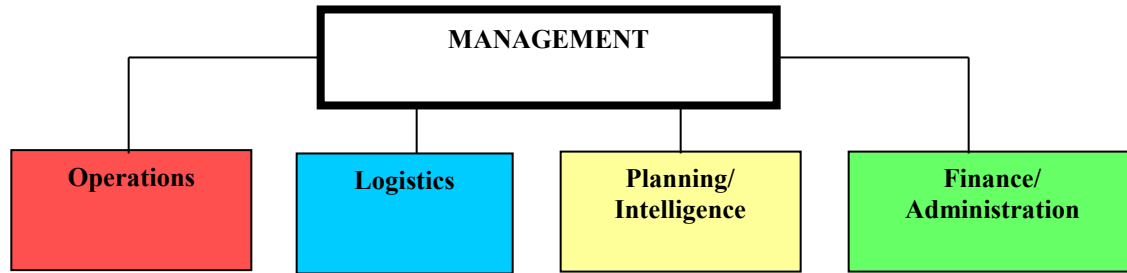 MANAGEMENT
Operations
Logistics
Planning/
Intelligence
Finance/
Administration